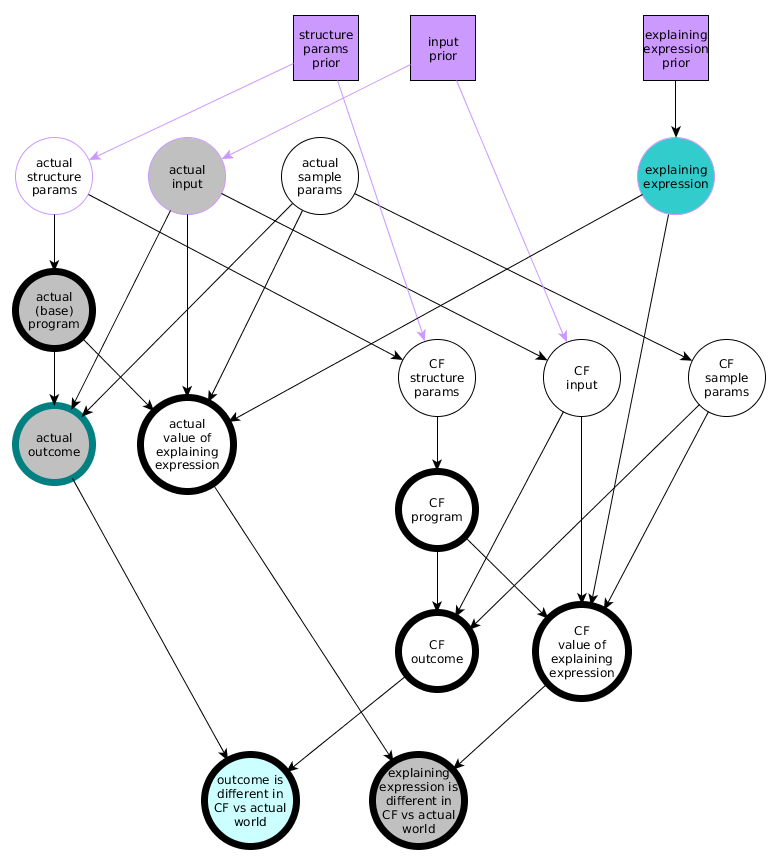 structure
params
prior
input
prior
explaining
expression
prior
actual
structure
params
actual
input
actual
sample
params
explaining
expression
actual
(base)
program
CF
structure
params
CF
input
CF
sample
params
actual
outcome
actual
value of
explaining
expression
CF
program
CF
outcome
CF
value of
explaining
expression
outcome is
different in
CF vs actual
world
explaining
expression is
different in
CF vs actual
world